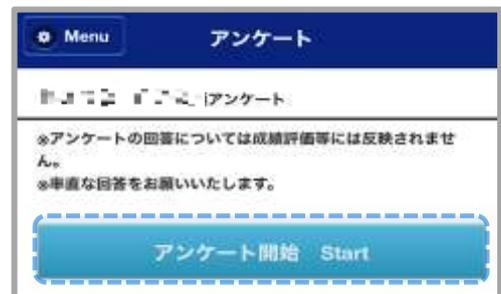 Menu
アンケート
アンケート
※アンケートの回答については成績評価等には反映されませ
ん。
※率直な回答をお願いいたします。
アンケート開始 Start